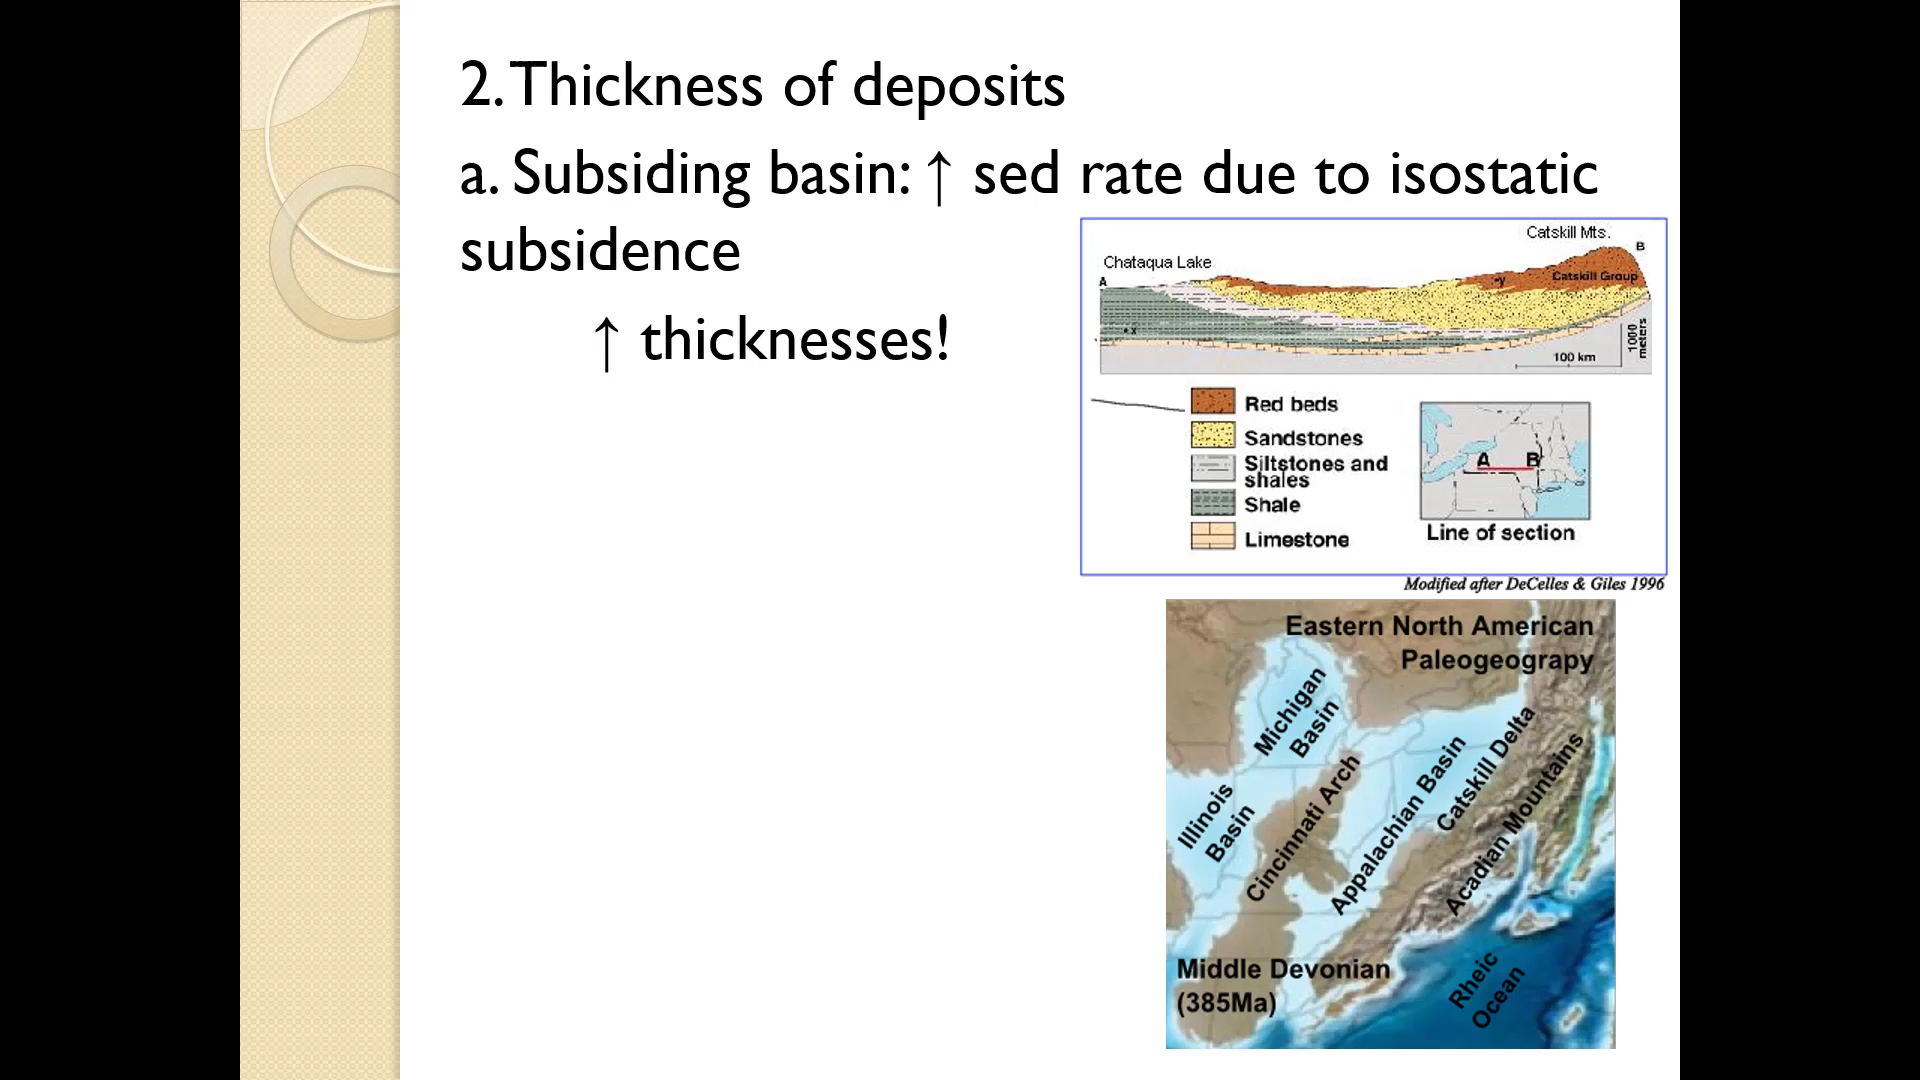 2. Thickness of deposits
a. Subsiding basin: ↑ sed rate due to isostatic
subsidence
↑ thicknesses!
Catskill Mts.
B
Chataqua Lake
A
y
Catskill Group
x
1000
meters
100 km
Red beds
Sandstones
Siltstones and
shales
Shale
Limestone
A B
Line of section
Modified after DeCelles & Giles 1996
Eastern North American
Paleogeograpy
Michigan
Basin
Illinois
Basin
Cincinnati Arch
Appalachian Basin
Catskill Delta
Acadian Mountains
Middle Devonian
(385Ma)
Rheic
Ocean